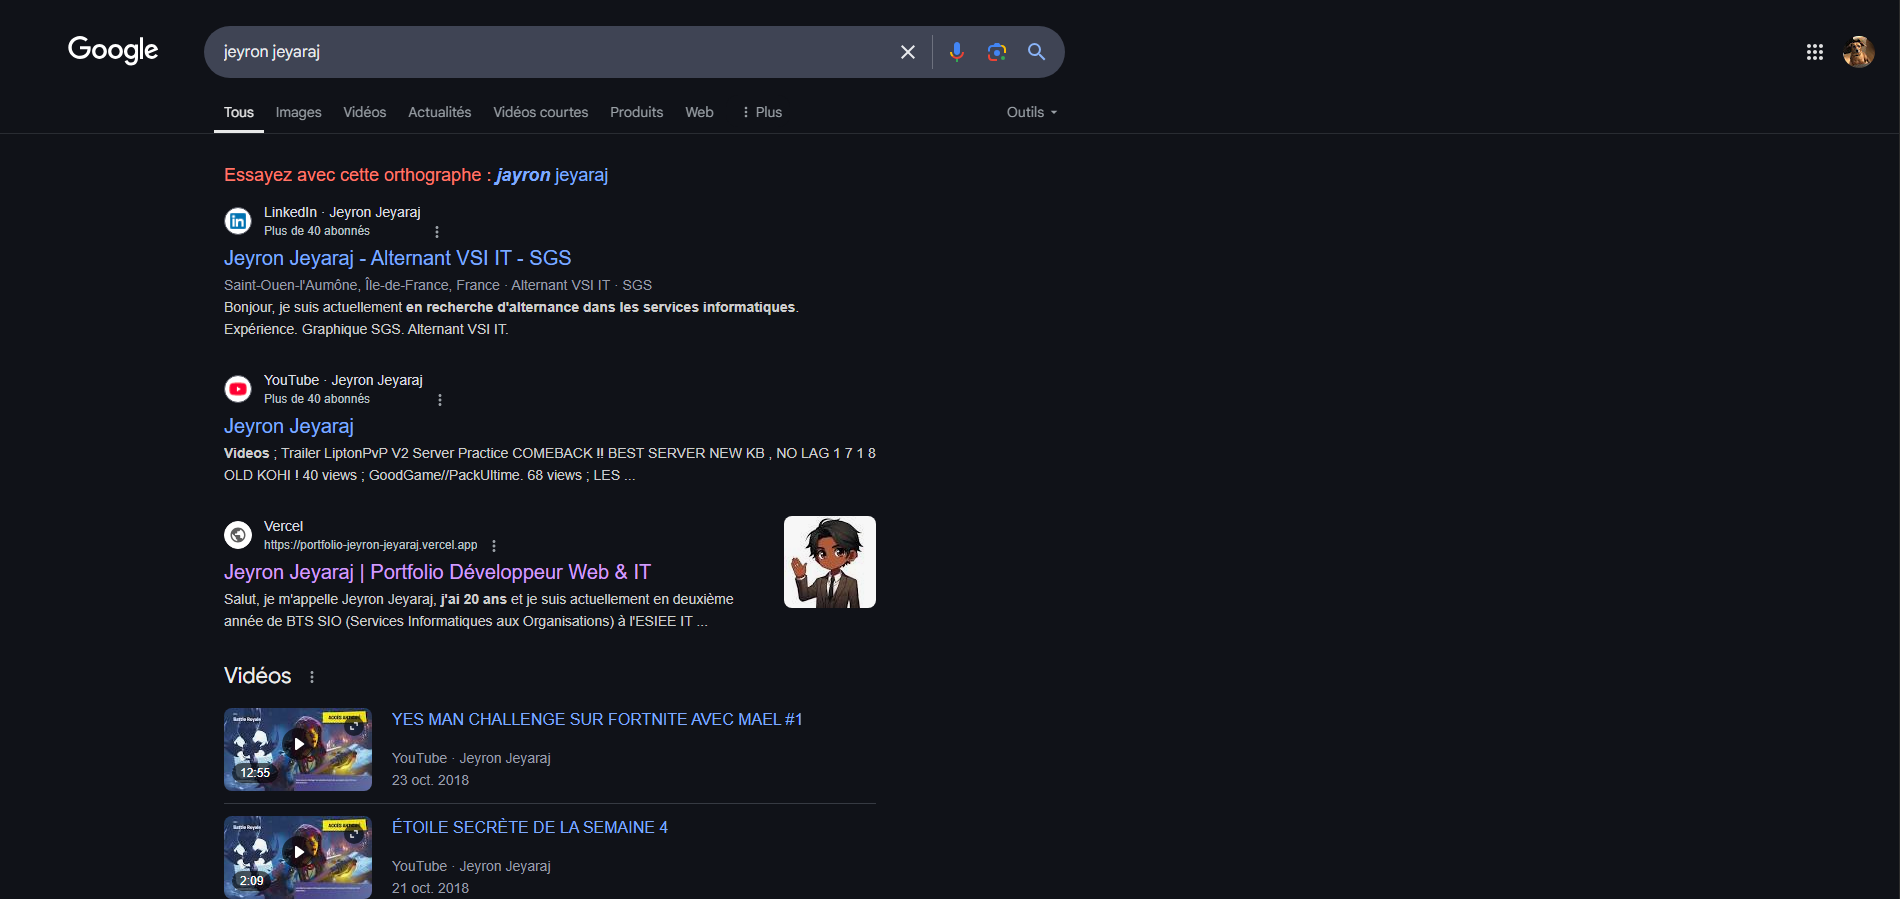 Google
jeyron jeyaraj
Tous Images Vidéos Actualités Vidéos courtes Produits Web Plus Outils
Essayez avec cette orthographe : jayron jeyaraj
LinkedIn · Jeyron Jeyaraj
Plus de 40 abonnés
Jeyron Jeyaraj - Alternant VSI IT - SGS
Saint-Ouen-l'Aumône, Île-de-France, France · Alternant VSI IT · SGS
Bonjour, je suis actuellement en recherche d'alternance dans les services informatiques.
Expérience. Graphique SGS. Alternant VSI IT.
YouTube · Jeyron Jeyaraj
Plus de 40 abonnés
Jeyron Jeyaraj
Videos ; Trailer LiptonPvP V2 Server Practice COMEBACK !! BEST SERVER NEW KB , NO LAG 1 7 1 8
OLD KOHI ! 40 views ; GoodGame//PackUltime. 68 views ; LES ...
Vercel
https://portfolio-jeyron-jeyaraj.vercel.app
Jeyron Jeyaraj | Portfolio Développeur Web & IT
Salut, je m'appelle Jeyron Jeyaraj, j'ai 20 ans et je suis actuellement en deuxième
année de BTS SIO (Services Informatiques aux Organisations) à l'ESIEE IT ...
Vidéos
Battle Royale
12:55
YES MAN CHALLENGE SUR FORTNITE AVEC MAEL #1
YouTube · Jeyron Jeyaraj
23 oct. 2018
Battle Royale
2:09
ÉTOILE SECRÈTE DE LA SEMAINE 4
YouTube · Jeyron Jeyaraj
21 oct. 2018